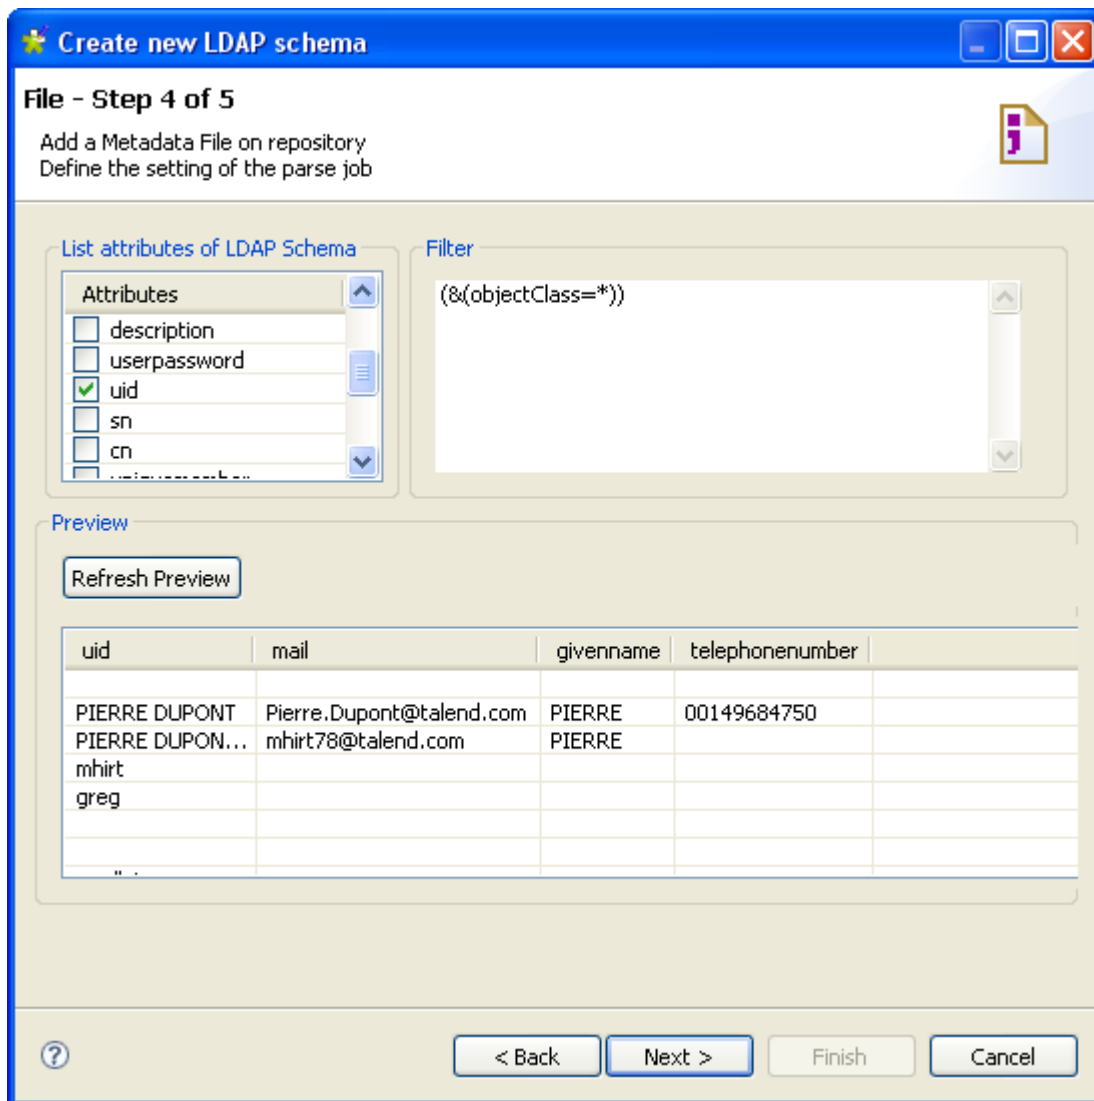 Create new LDAP schema
File - Step 4 of 5
Add a Metadata File on repository
Define the setting of the parse job
List attributes of LDAP Schema
Attributes
description
userpassword
uid
sn
cn
Filter
(&(objectClass=*))
Preview
Refresh Preview
uid mail givenname telephonenumber
PIERRE DUPONT Pierre.Dupont@talend.com PIERRE 00149684750
PIERRE DUPON... mhirt78@talend.com PIERRE
mhirt
greg
< Back Next > Finish Cancel